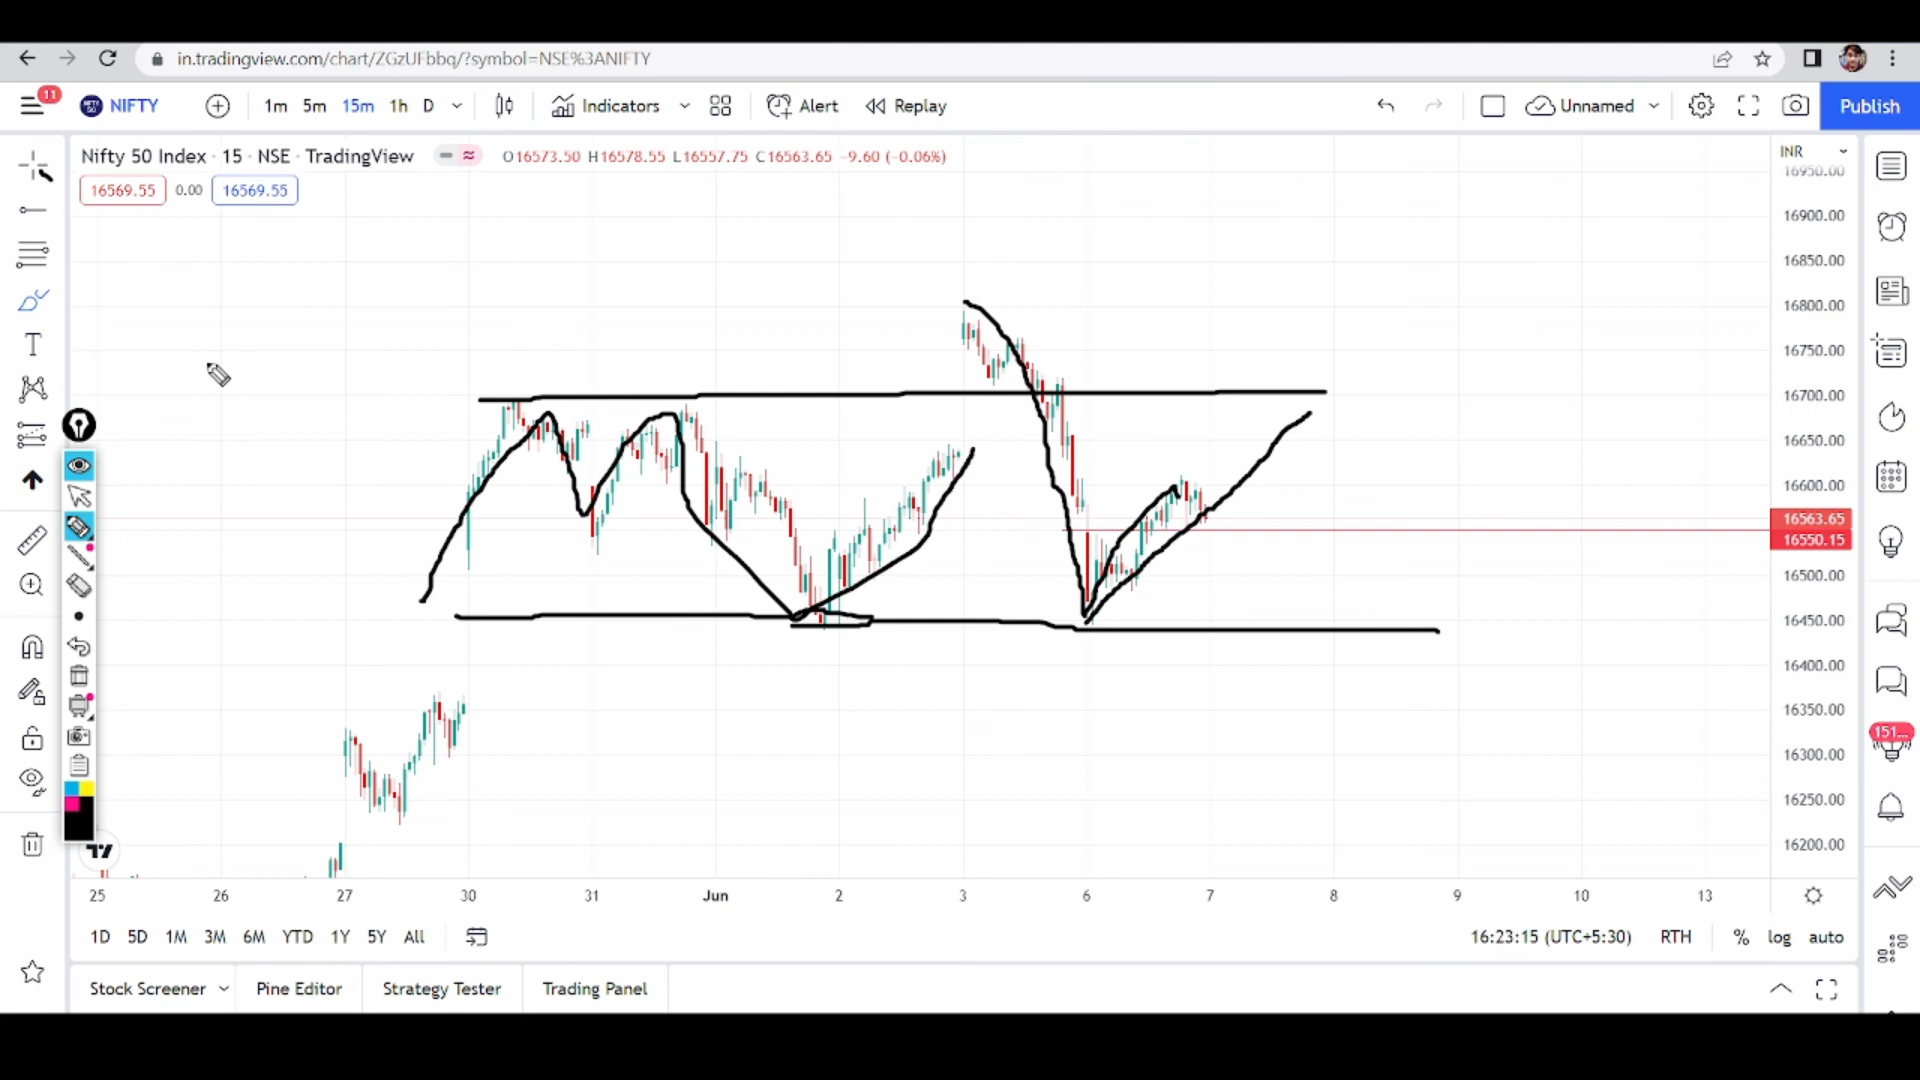 in.tradingview.com/chart/ZGzUFbbq/?symbol=NSE%3ANIFTY
11
NIFTY 1m 5m 15m 1h D Indicators Alert Replay Unnamed Publish
Nifty 50 Index · 15 · NSE · TradingView O16573.50 H16578.55 L16557.75 C16563.65 -9.60 (-0.06%)
INR
16569.55 0.00 16569.55
16950.00
16900.00
16850.00
16800.00
16750.00
16700.00
16650.00
16600.00
16563.65
16550.15
16500.00
16450.00
16400.00
16350.00
16300.00
16250.00
16200.00
151...
25 26 27 30 31 Jun 2 3 6 7 8 9 10 13
1D 5D 1M 3M 6M YTD 1Y 5Y All 16:23:15 (UTC+5:30) RTH % log auto
Stock Screener Pine Editor Strategy Tester Trading Panel